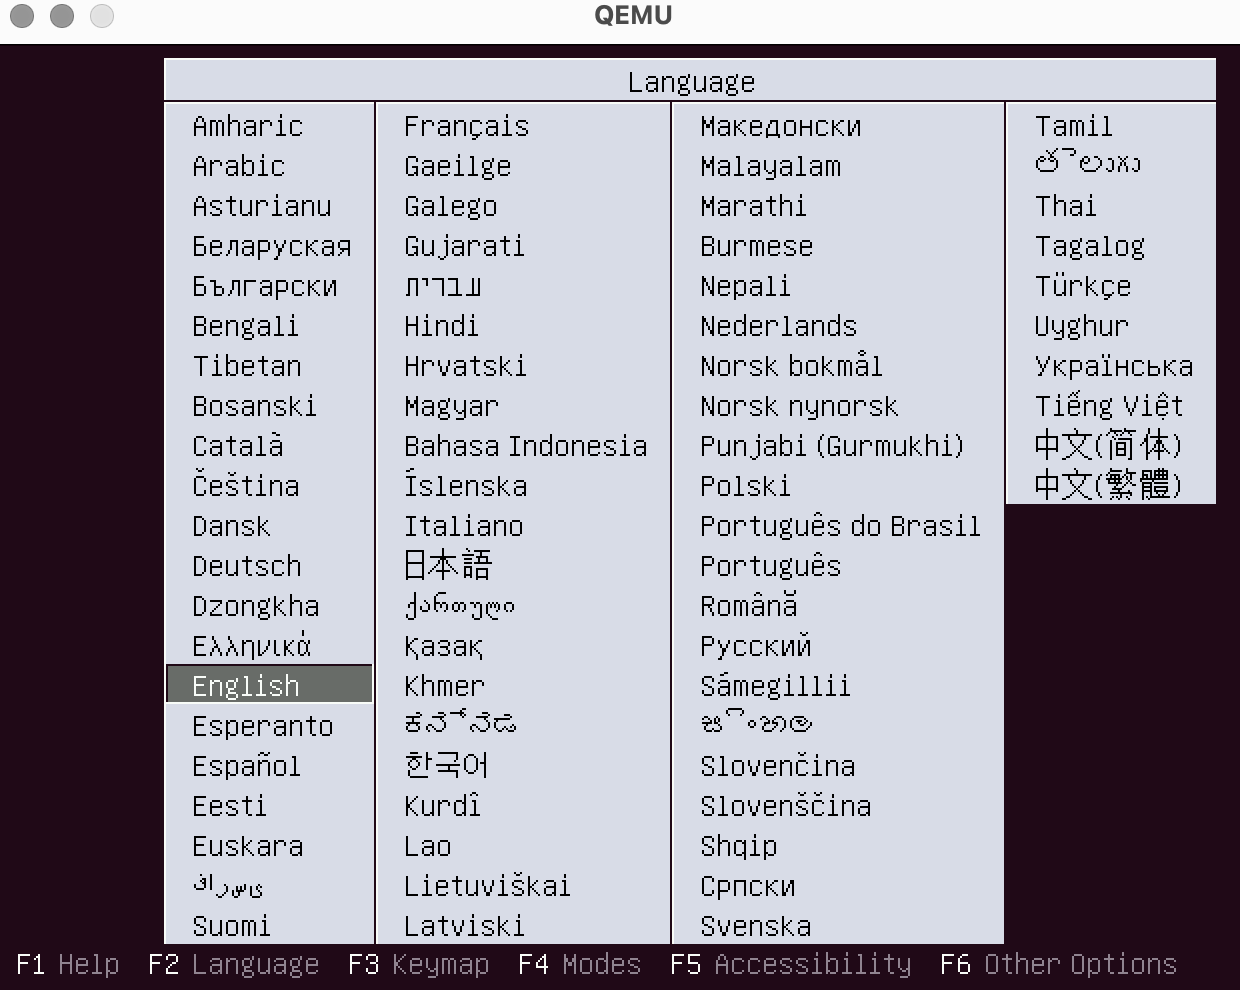 QEMU
Language
Amharic
Arabic
Asturianu
Беларуская
Български
Bengali
Tibetan
Bosanski
Català
Čeština
Dansk
Deutsch
Dzongkha
Ελληνικά
English
Esperanto
Español
Eesti
Euskara
ﻰﺳﺭﺎﻓ
Suomi
Français
Gaeilge
Galego
Gujarati
תירבע
Hindi
Hrvatski
Magyar
Bahasa Indonesia
Íslenska
Italiano
日本語
ქართული
Қазақ
Khmer
ಕನ್ನಡ
한국어
Kurdî
Lao
Lietuviškai
Latviski
Македонски
Malayalam
Marathi
Burmese
Nepali
Nederlands
Norsk bokmål
Norsk nynorsk
Punjabi (Gurmukhi)
Polski
Português do Brasil
Português
Română
Русский
Sámegillii
සිංහල
Slovenčina
Slovenščina
Shqip
Српски
Svenska
Tamil
తెలుగు
Thai
Tagalog
Türkçe
Uyghur
Українська
Tiếng Việt
中文(简体)
中文(繁體)
F1 Help F2 Language F3 Keymap F4 Modes F5 Accessibility F6 Other Options